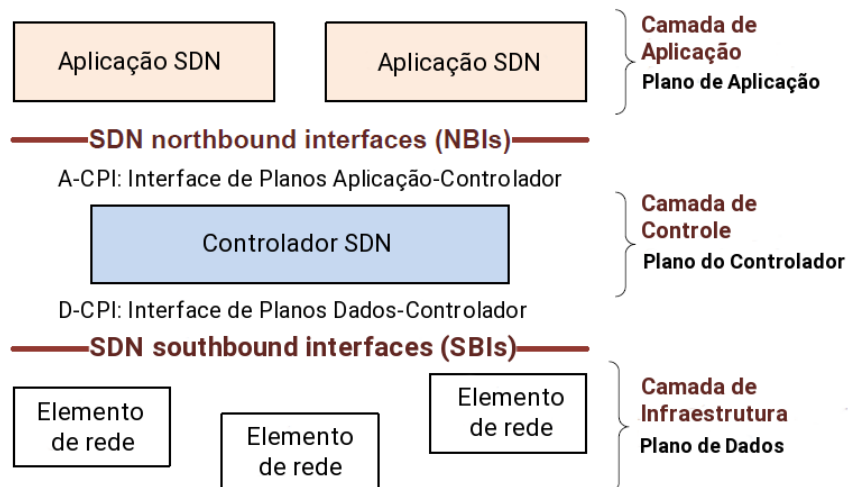 Aplicação SDN
Aplicação SDN
Camada de
Aplicação
Plano de Aplicação
SDN northbound interfaces (NBIs)
A-CPI: Interface de Planos Aplicação-Controlador
Controlador SDN
Camada de
Controle
Plano do Controlador
D-CPI: Interface de Planos Dados-Controlador
SDN southbound interfaces (SBIs)
Elemento
de rede
Elemento
de rede
Elemento
de rede
Camada de
Infraestrutura
Plano de Dados